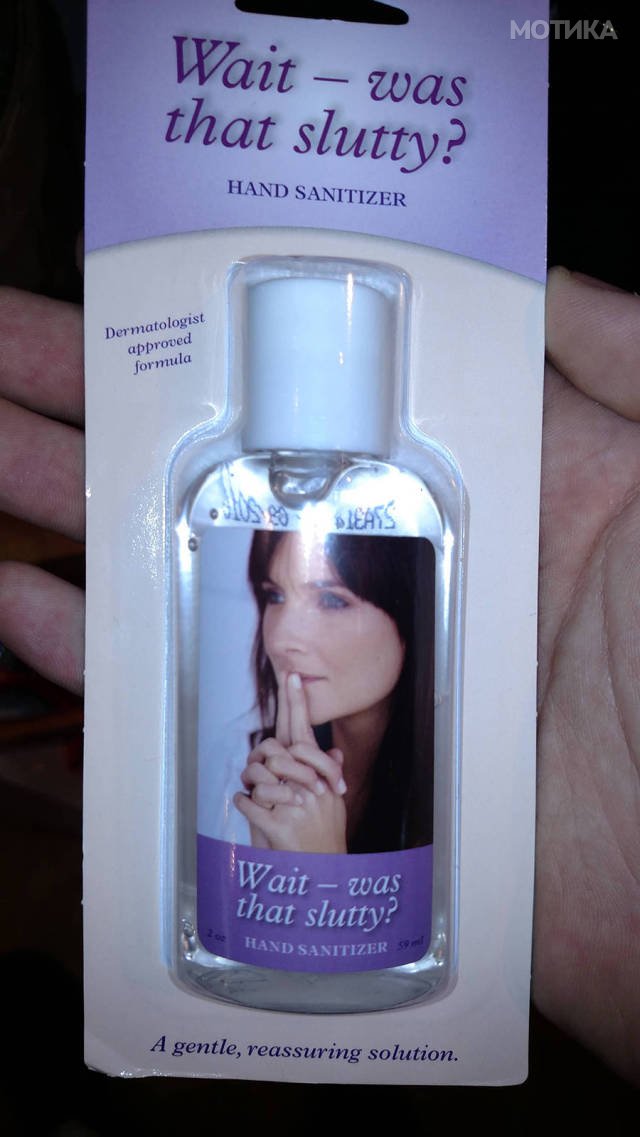 МОТИКА
Wait – was
that slutty?
HAND SANITIZER
Dermatologist
approved
formula
Wait – was
that slutty?
2 oz HAND SANITIZER 59 ml
A gentle, reassuring solution.